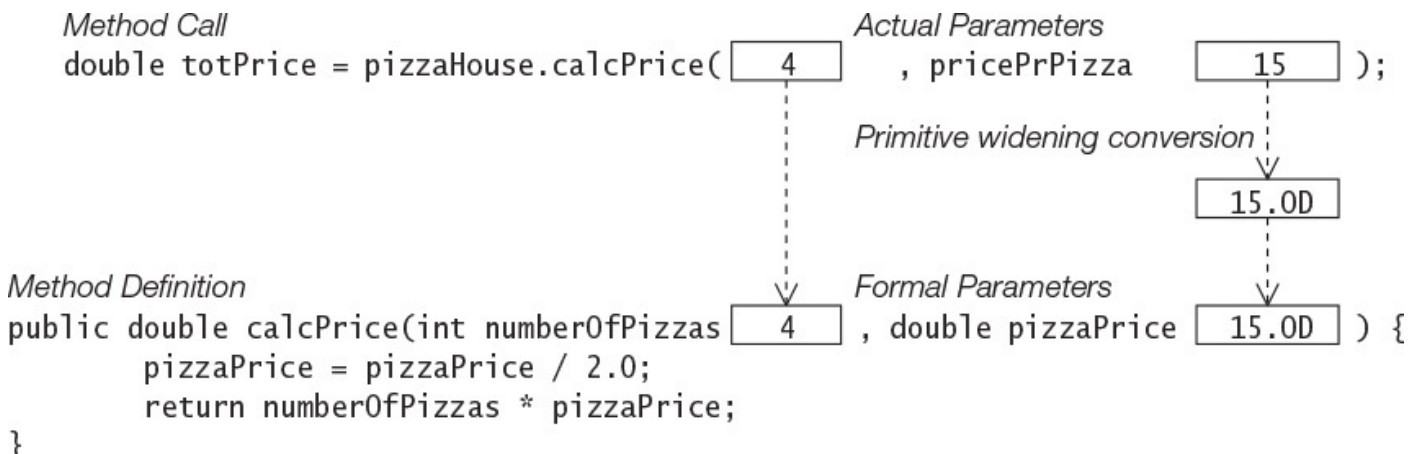 Method Call Actual Parameters
double totPrice = pizzaHouse.calcPrice( 4 , pricePrPizza 15 );
Primitive widening conversion
15.0D
Method Definition Formal Parameters
public double calcPrice(int numberOfPizzas 4 , double pizzaPrice 15.0D ) {
pizzaPrice = pizzaPrice / 2.0;
return numberOfPizzas * pizzaPrice;
}